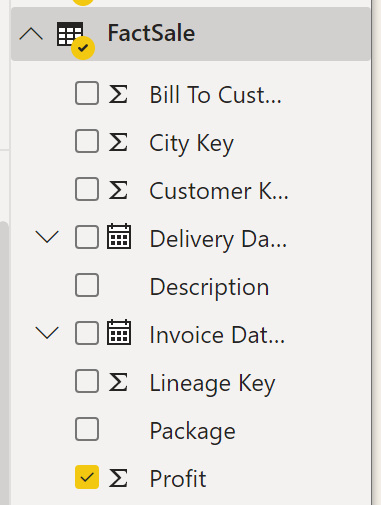 FactSale
Σ Bill To Cust...
Σ City Key
Σ Customer K...
Delivery Da...
Description
Invoice Dat...
Σ Lineage Key
Package
Σ Profit